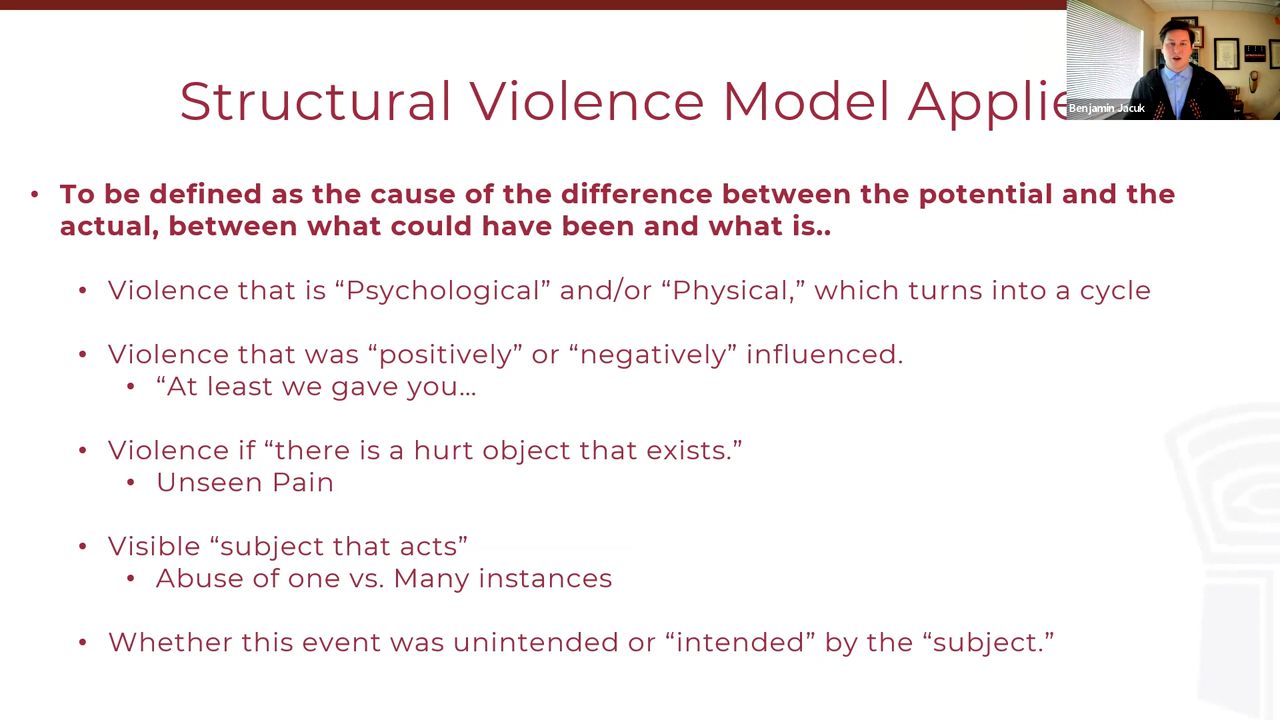 Structural Violence Model Applie
Benjamin Jacuk
• To be defined as the cause of the difference between the potential and the
actual, between what could have been and what is..
• Violence that is “Psychological” and/or “Physical,” which turns into a cycle
• Violence that was “positively” or “negatively” influenced.
• “At least we gave you...
• Violence if “there is a hurt object that exists.”
• Unseen Pain
• Visible “subject that acts”
• Abuse of one vs. Many instances
• Whether this event was unintended or “intended” by the “subject.”